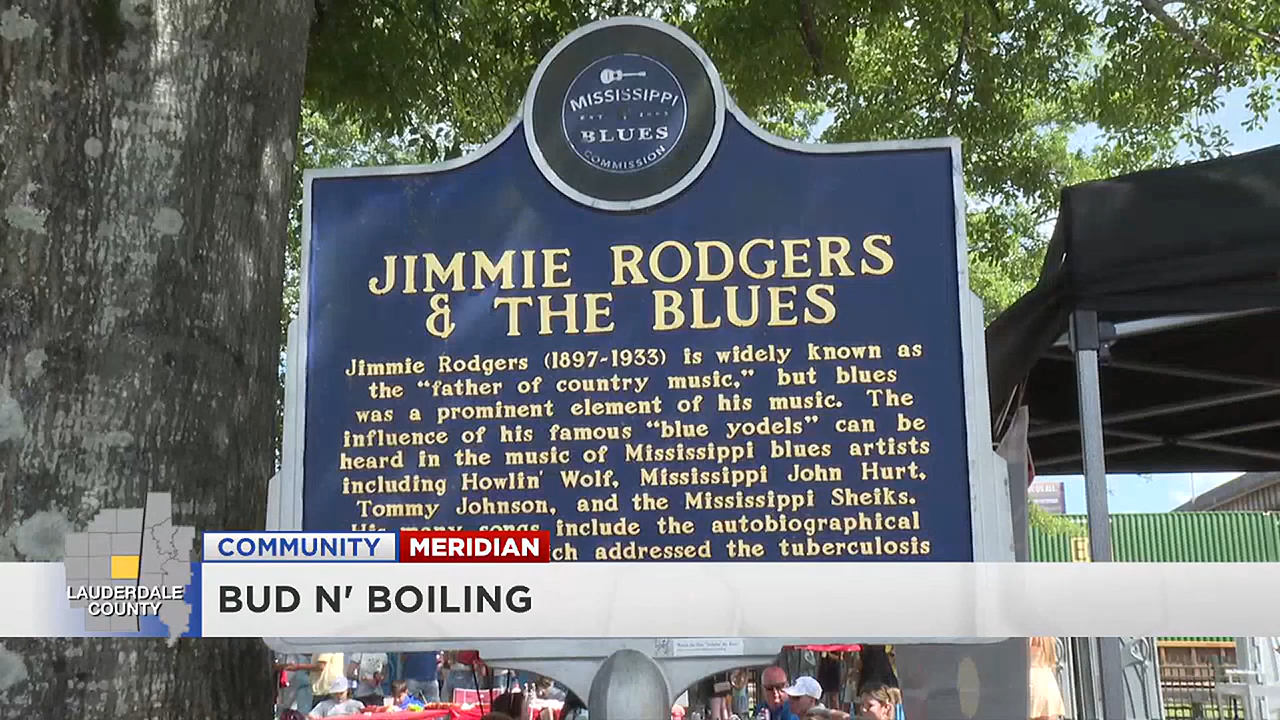 MISSISSIPPI
BLUES
COMMISSION
JIMMIE RODGERS
& THE BLUES
Jimmie Rodgers (1897-1933) is widely known as
the "father of country music," but blues
was a prominent element of his music. The
influence of his famous "blue yodels" can be
heard in the music of Mississippi blues artists
including Howlin' Wolf, Mississippi John Hurt,
Tommy Johnson, and the Mississippi Sheiks.
His many songs include the autobiographical
addressed the tuberculosis
COMMUNITY MERIDIAN
LAUDERDALE
COUNTY
BUD N' BOILING